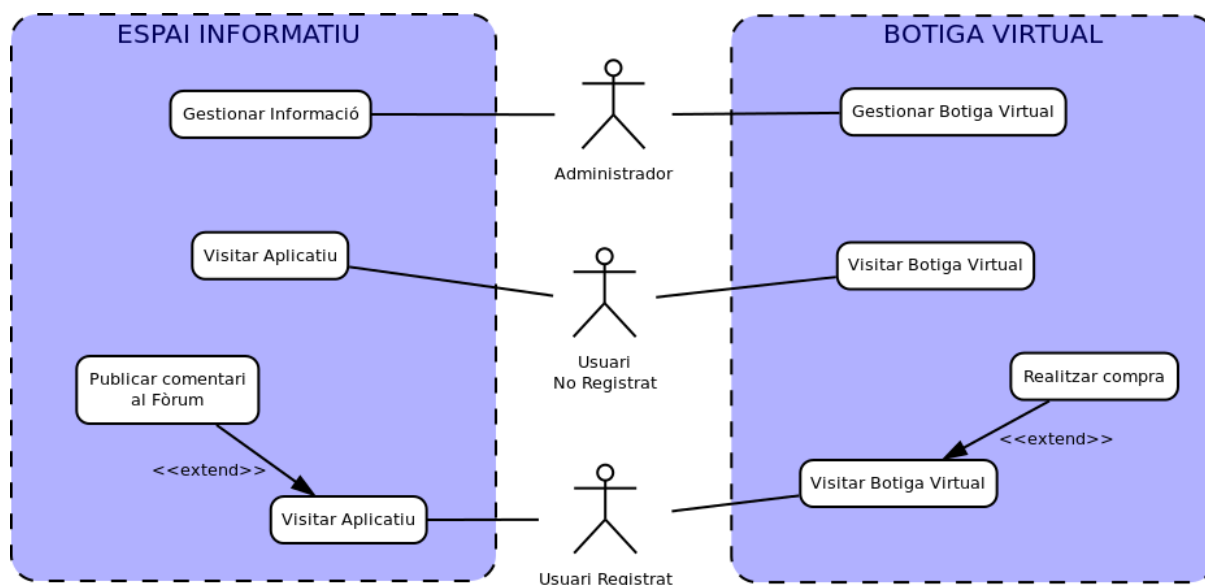 ESPAI INFORMATIU
BOTIGA VIRTUAL
Gestionar Informació
Gestionar Botiga Virtual
Administrador
Visitar Aplicatiu
Visitar Botiga Virtual
Usuari
No Registrat
Publicar comentari
al Fòrum
Realitzar compra
<<extend>>
<<extend>>
Visitar Botiga Virtual
Visitar Aplicatiu
Usuari Registrat